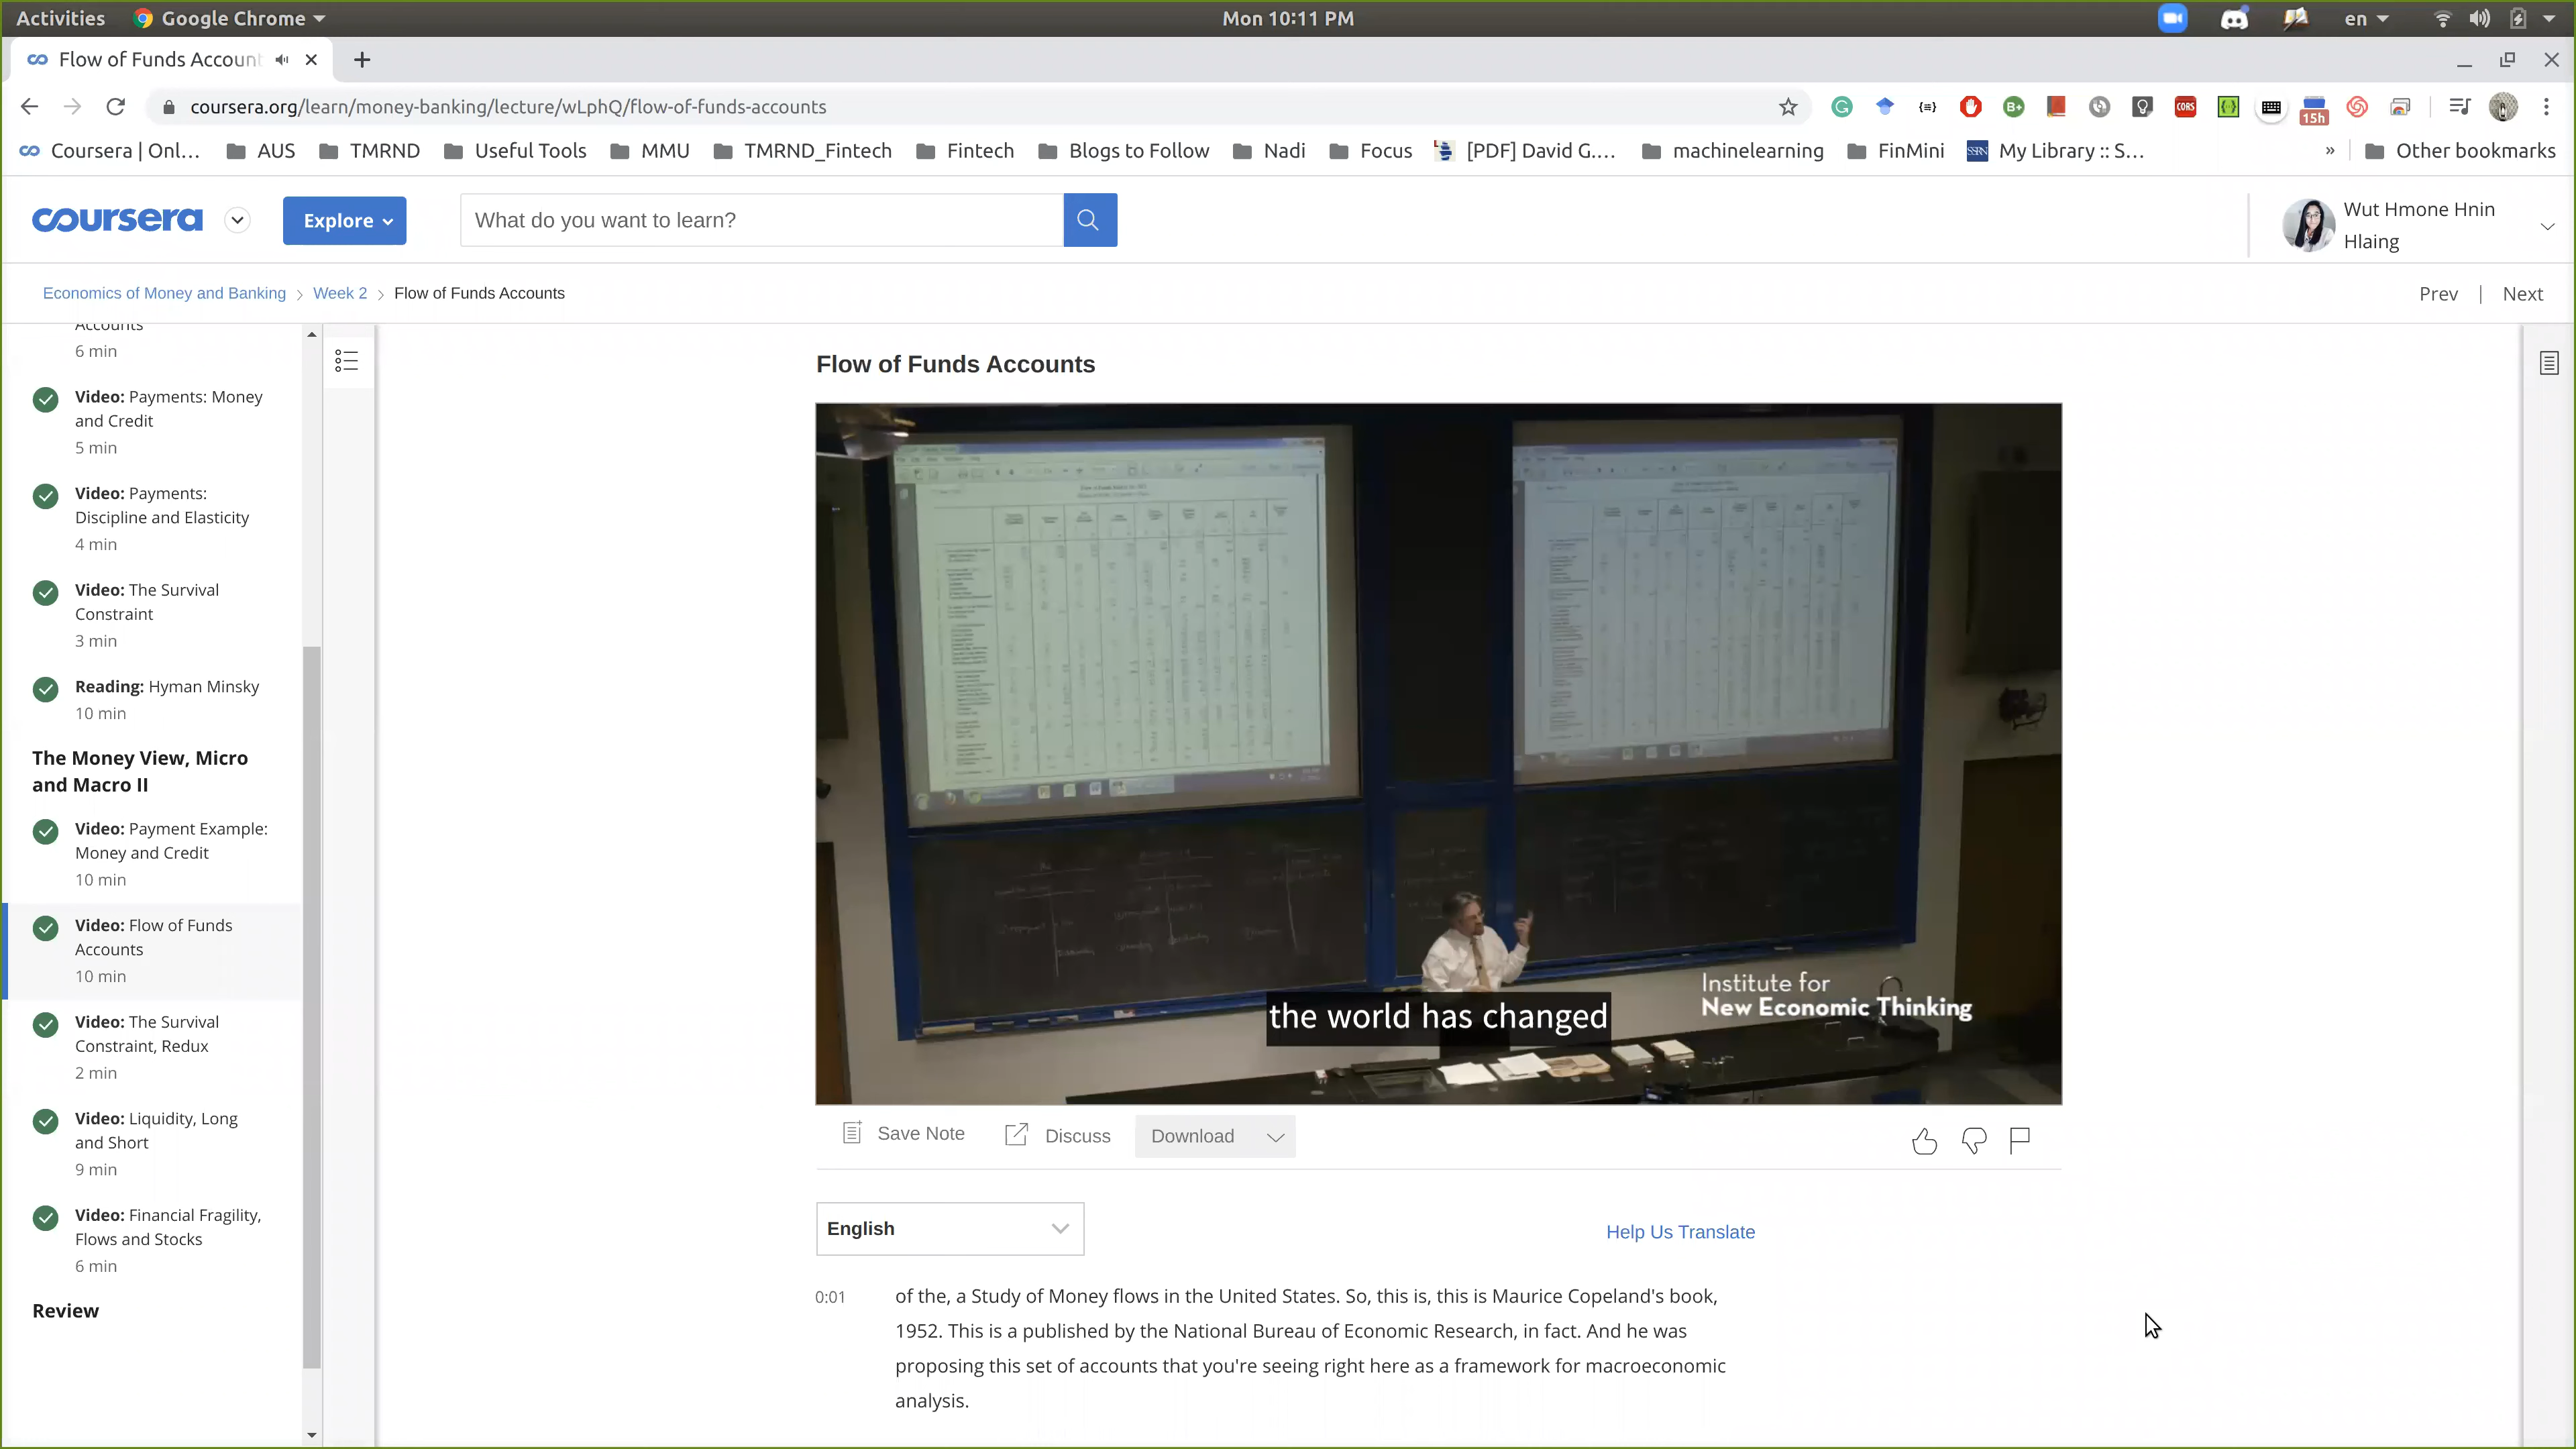 Activities
Google Chrome
Mon 10:11 PM
en
Flow of Funds Account
coursera.org/learn/money-banking/lecture/wLphQ/flow-of-funds-accounts
CORS
15h
Coursera | Onl...
AUS
TMRND
Useful Tools
MMU
TMRND_Fintech
Fintech
Blogs to Follow
Nadi
Focus
[PDF] David G....
machinelearning
FinMini
SSRN
My Library :: S...
»
Other bookmarks
coursera
Explore
What do you want to learn?
Wut Hmone Hnin
Hlaing
Economics of Money and Banking > Week 2 > Flow of Funds Accounts
Prev | Next
Accounts
6 min
Video: Payments: Money
and Credit
5 min
Video: Payments:
Discipline and Elasticity
4 min
Video: The Survival
Constraint
3 min
Reading: Hyman Minsky
10 min
The Money View, Micro
and Macro II
Video: Payment Example:
Money and Credit
10 min
Video: Flow of Funds
Accounts
10 min
Video: The Survival
Constraint, Redux
2 min
Video: Liquidity, Long
and Short
9 min
Video: Financial Fragility,
Flows and Stocks
6 min
Review
Flow of Funds Accounts
the world has changed
Institute for
New Economic Thinking
Save Note
Discuss
Download
English
Help Us Translate
0:01
of the, a Study of Money flows in the United States. So, this is, this is Maurice Copeland's book,
1952. This is a published by the National Bureau of Economic Research, in fact. And he was
proposing this set of accounts that you're seeing right here as a framework for macroeconomic
analysis.